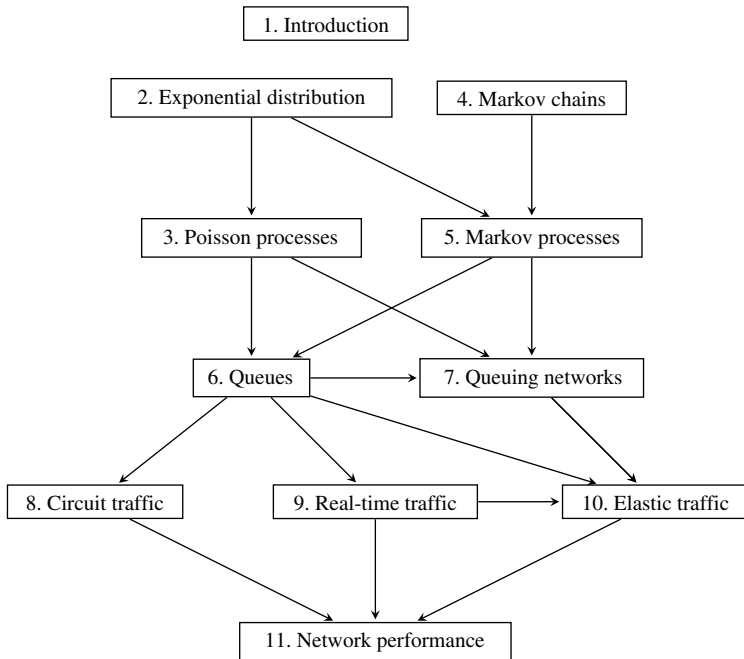 1. Introduction
2. Exponential distribution
4. Markov chains
3. Poisson processes
5. Markov processes
6. Queues
7. Queuing networks
8. Circuit traffic
9. Real-time traffic
10. Elastic traffic
11. Network performance